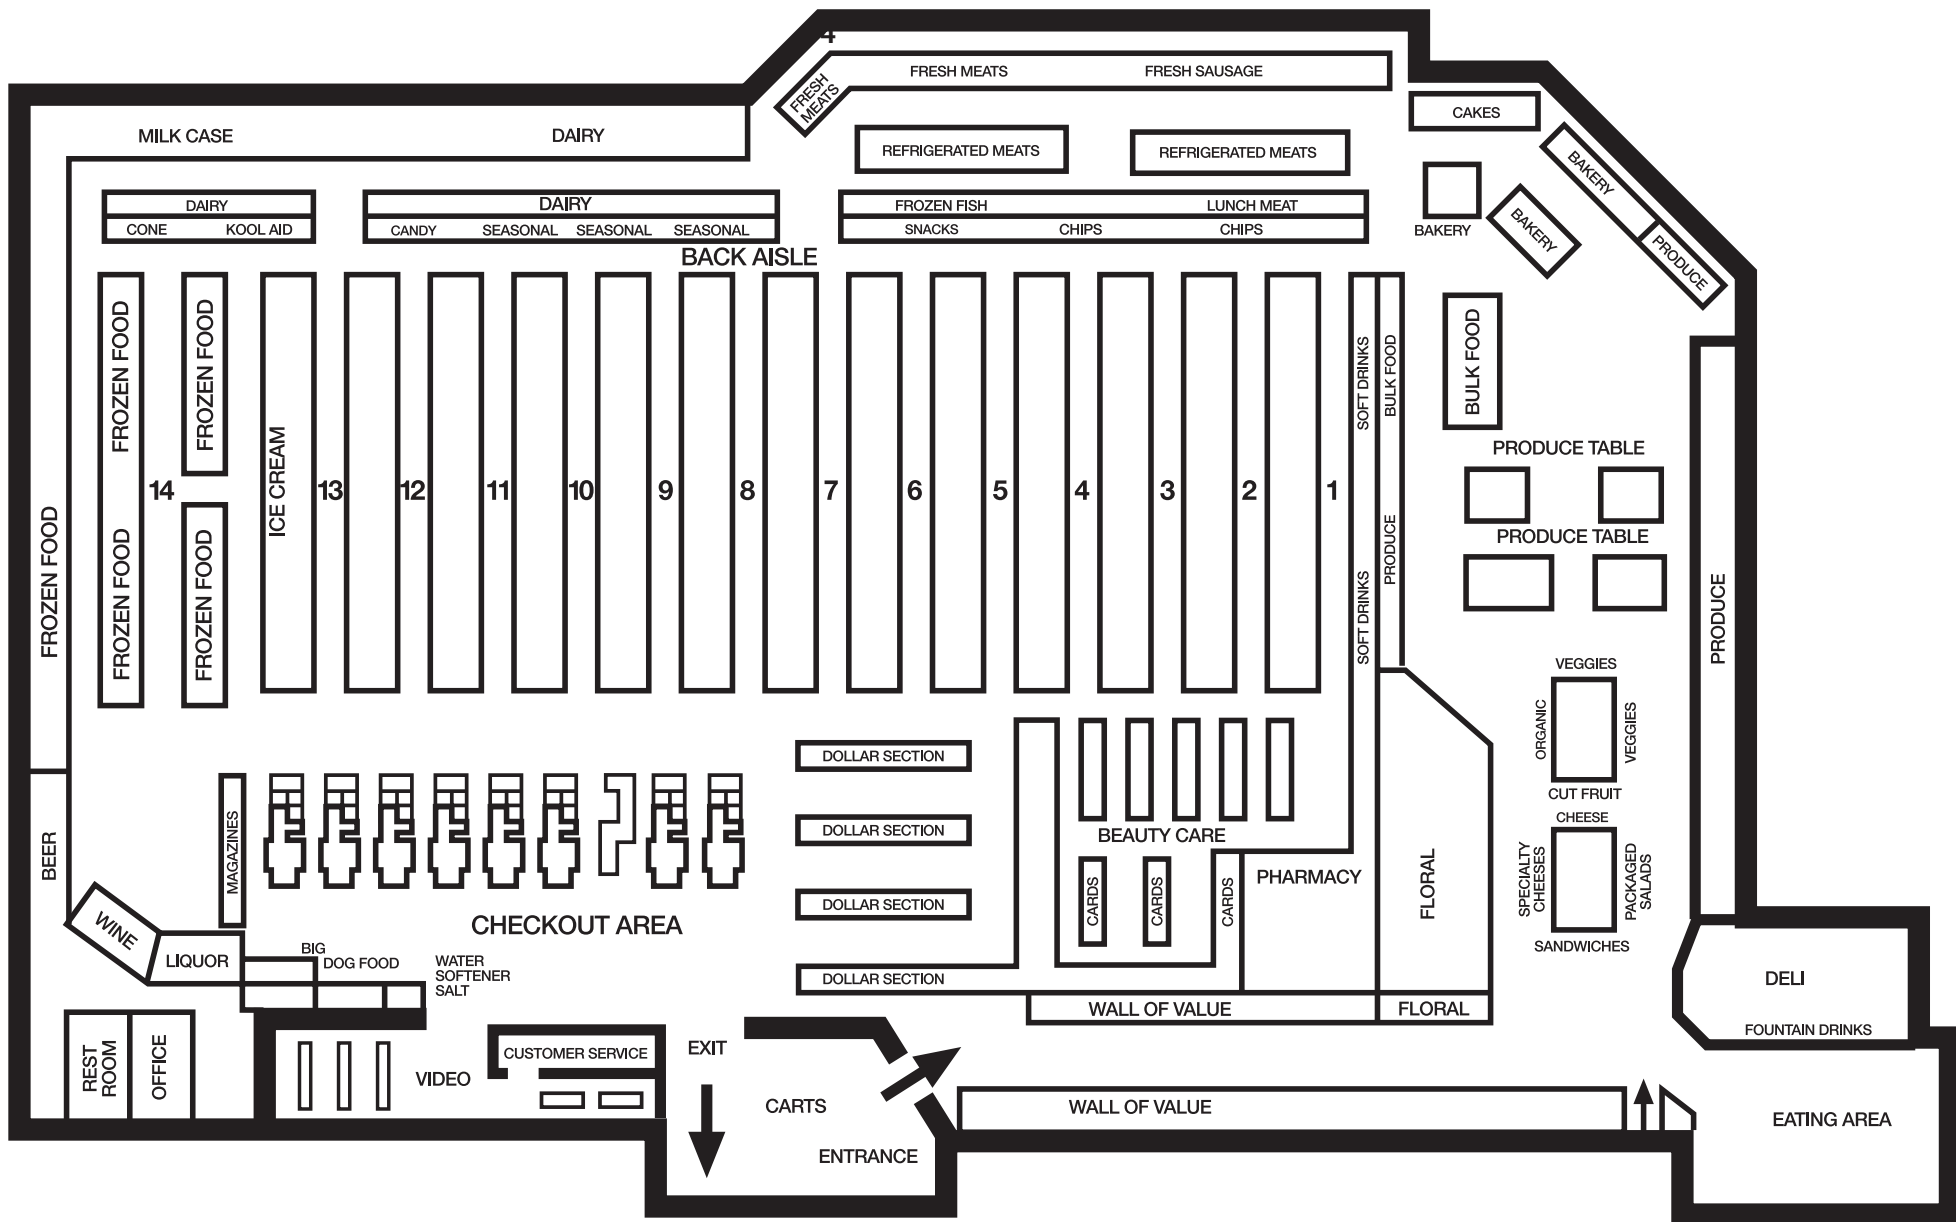 4
FRESH MEATS
FRESH SAUSAGE
FRESH
MEATS
CAKES
MILK CASE
DAIRY
REFRIGERATED MEATS
REFRIGERATED MEATS
BAKERY
BAKERY
BAKERY
PRODUCE
DAIRY
CONE
KOOL AID
DAIRY
CANDY
SEASONAL
SEASONAL
SEASONAL
FROZEN FISH
LUNCH MEAT
SNACKS
CHIPS
CHIPS
BACK AISLE
FROZEN FOOD
FROZEN FOOD
FROZEN FOOD
FROZEN FOOD
FROZEN FOOD
ICE CREAM
14
13
12
11
10
9
8
7
6
5
4
3
2
1
SOFT DRINKS
BULK FOOD
SOFT DRINKS
PRODUCE
BULK FOOD
PRODUCE TABLE
PRODUCE TABLE
PRODUCE
VEGGIES
ORGANIC
VEGGIES
CUT FRUIT
CHEESE
SPECIALTY
CHEESES
PACKAGED
SALADS
SANDWICHES
DOLLAR SECTION
DOLLAR SECTION
DOLLAR SECTION
DOLLAR SECTION
BEAUTY CARE
CARDS
CARDS
CARDS
PHARMACY
FLORAL
FLORAL
WALL OF VALUE
BEER
MAGAZINES
CHECKOUT AREA
WINE
LIQUOR
BIG
DOG FOOD
WATER
SOFTENER
SALT
REST
ROOM
OFFICE
VIDEO
CUSTOMER SERVICE
EXIT
CARTS
ENTRANCE
WALL OF VALUE
DELI
FOUNTAIN DRINKS
EATING AREA